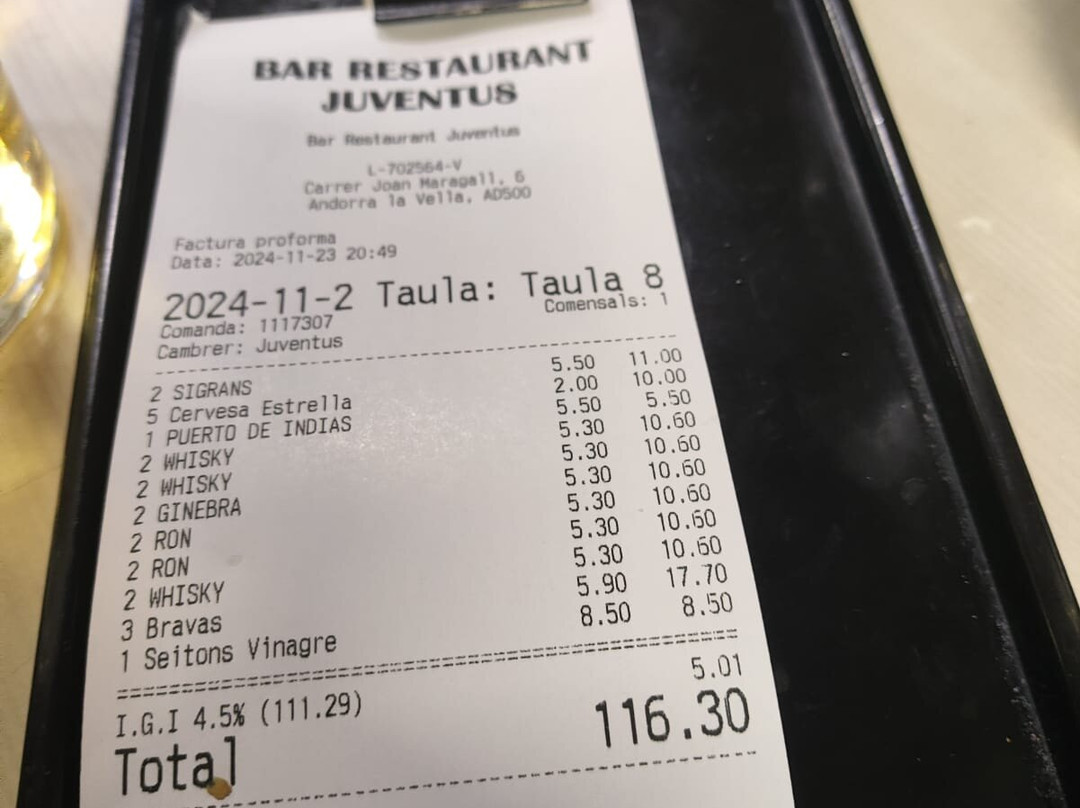 BAR RESTAURANT
JUVENTUS
Bar Restaurant Juventus
L-702564-V
Carrer Joan Maragall, 6
Andorra la Vella, AD500
Factura proforma
Data: 2024-11-23 20:49
2024-11-2 Taula: Taula 8
Comanda: 1117307 Comensals: 1
Cambrer: Juventus
2 SIGRANS 5.50 11.00
5 Cervesa Estrella 2.00 10.00
1 PUERTO DE INDIAS 5.50 5.50
2 WHISKY 5.30 10.60
2 WHISKY 5.30 10.60
2 GINEBRA 5.30 10.60
2 RON 5.30 10.60
2 RON 5.30 10.60
2 WHISKY 5.30 10.60
3 Bravas 5.90 17.70
1 Seitons Vinagre 8.50 8.50
I.G.I 4.5% (111.29) 5.01
Total 116.30